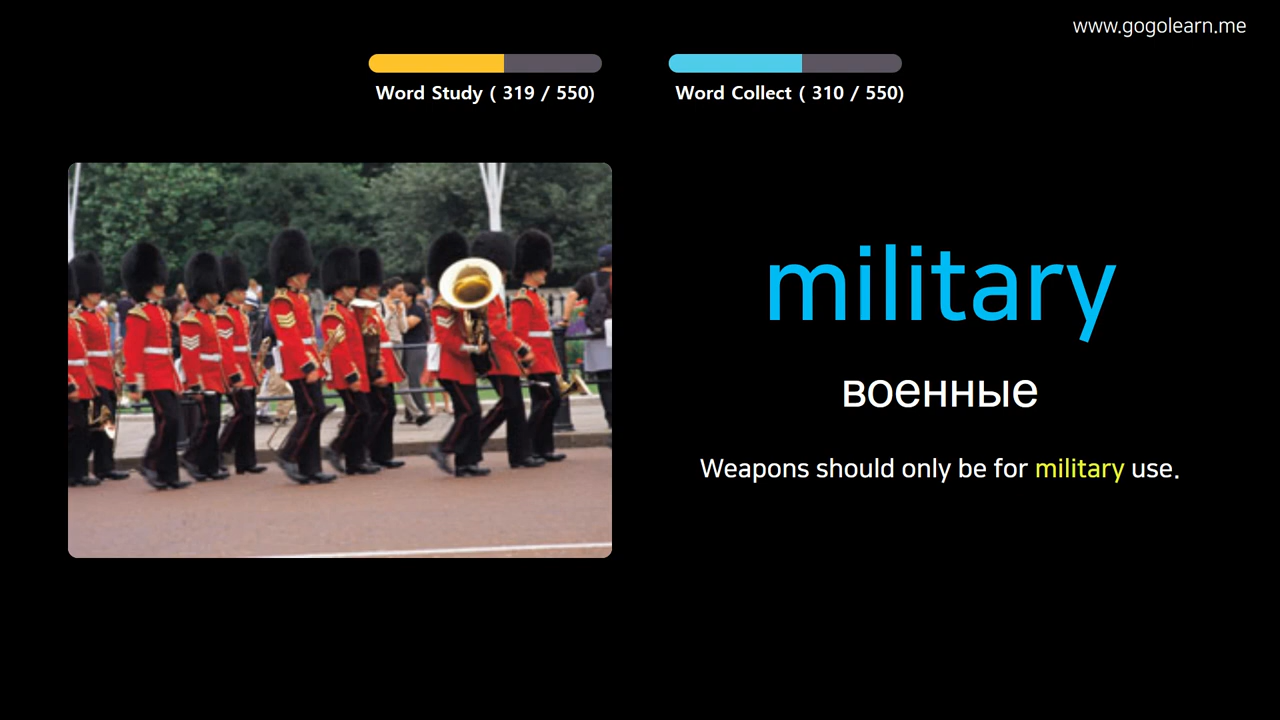 www.gogolearn.me
Word Study ( 319 / 550)
Word Collect ( 310 / 550)
military
военные
Weapons should only be for military use.